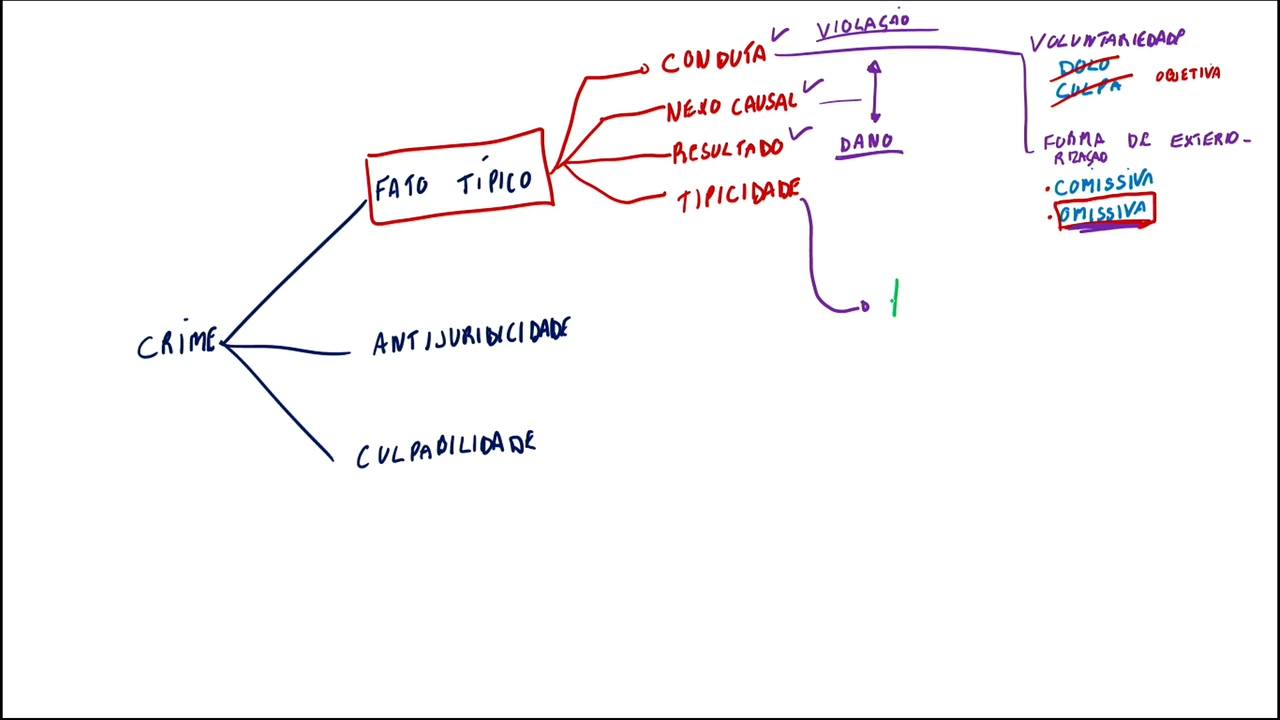 VIOLAÇÃO
CONDUTA
VOLUNTARIEDADE
DOLO
CULPA
OBJETIVA
NEXO CAUSAL
RESULTADO
DANO
FORMA DE EXTERIO-
RIZAÇÃO
FATO TÍPICO
TIPICIDADE
• COMISSIVA
• OMISSIVA
CRIME
ANTIJURIDICIDADE
CULPABILIDADE